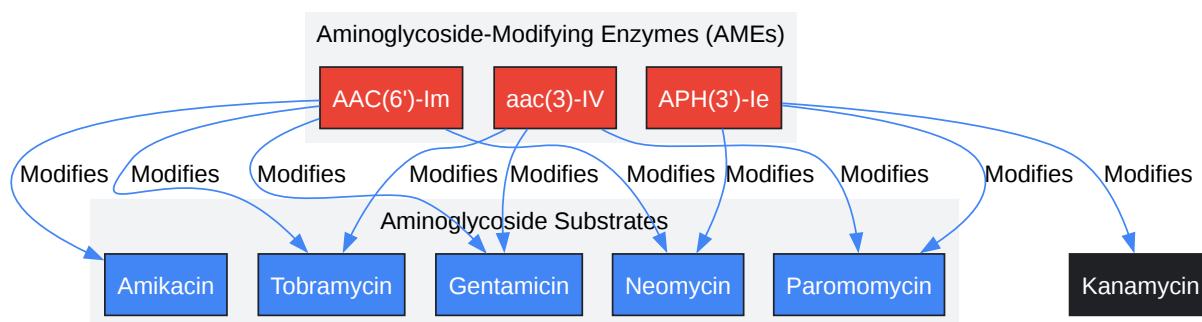 Aminoglycoside-Modifying Enzymes (AMEs)
AAC(6')-Im aac(3)-IV APH(3')-Ie
Modifies Modifies Modifies Modifies Modifies Modifies Modifies Modifies Modifies
Aminoglycoside Substrates
Amikacin Tobramycin Gentamicin Neomycin Paromomycin Kanamycin